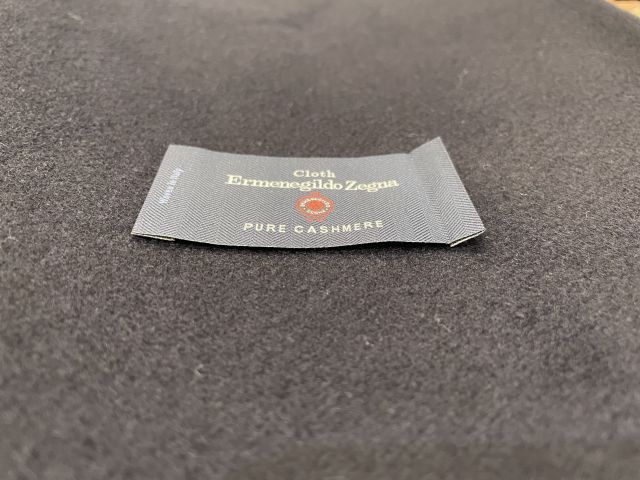 Cloth
Ermenegildo Zegna
PURE CASHMERE